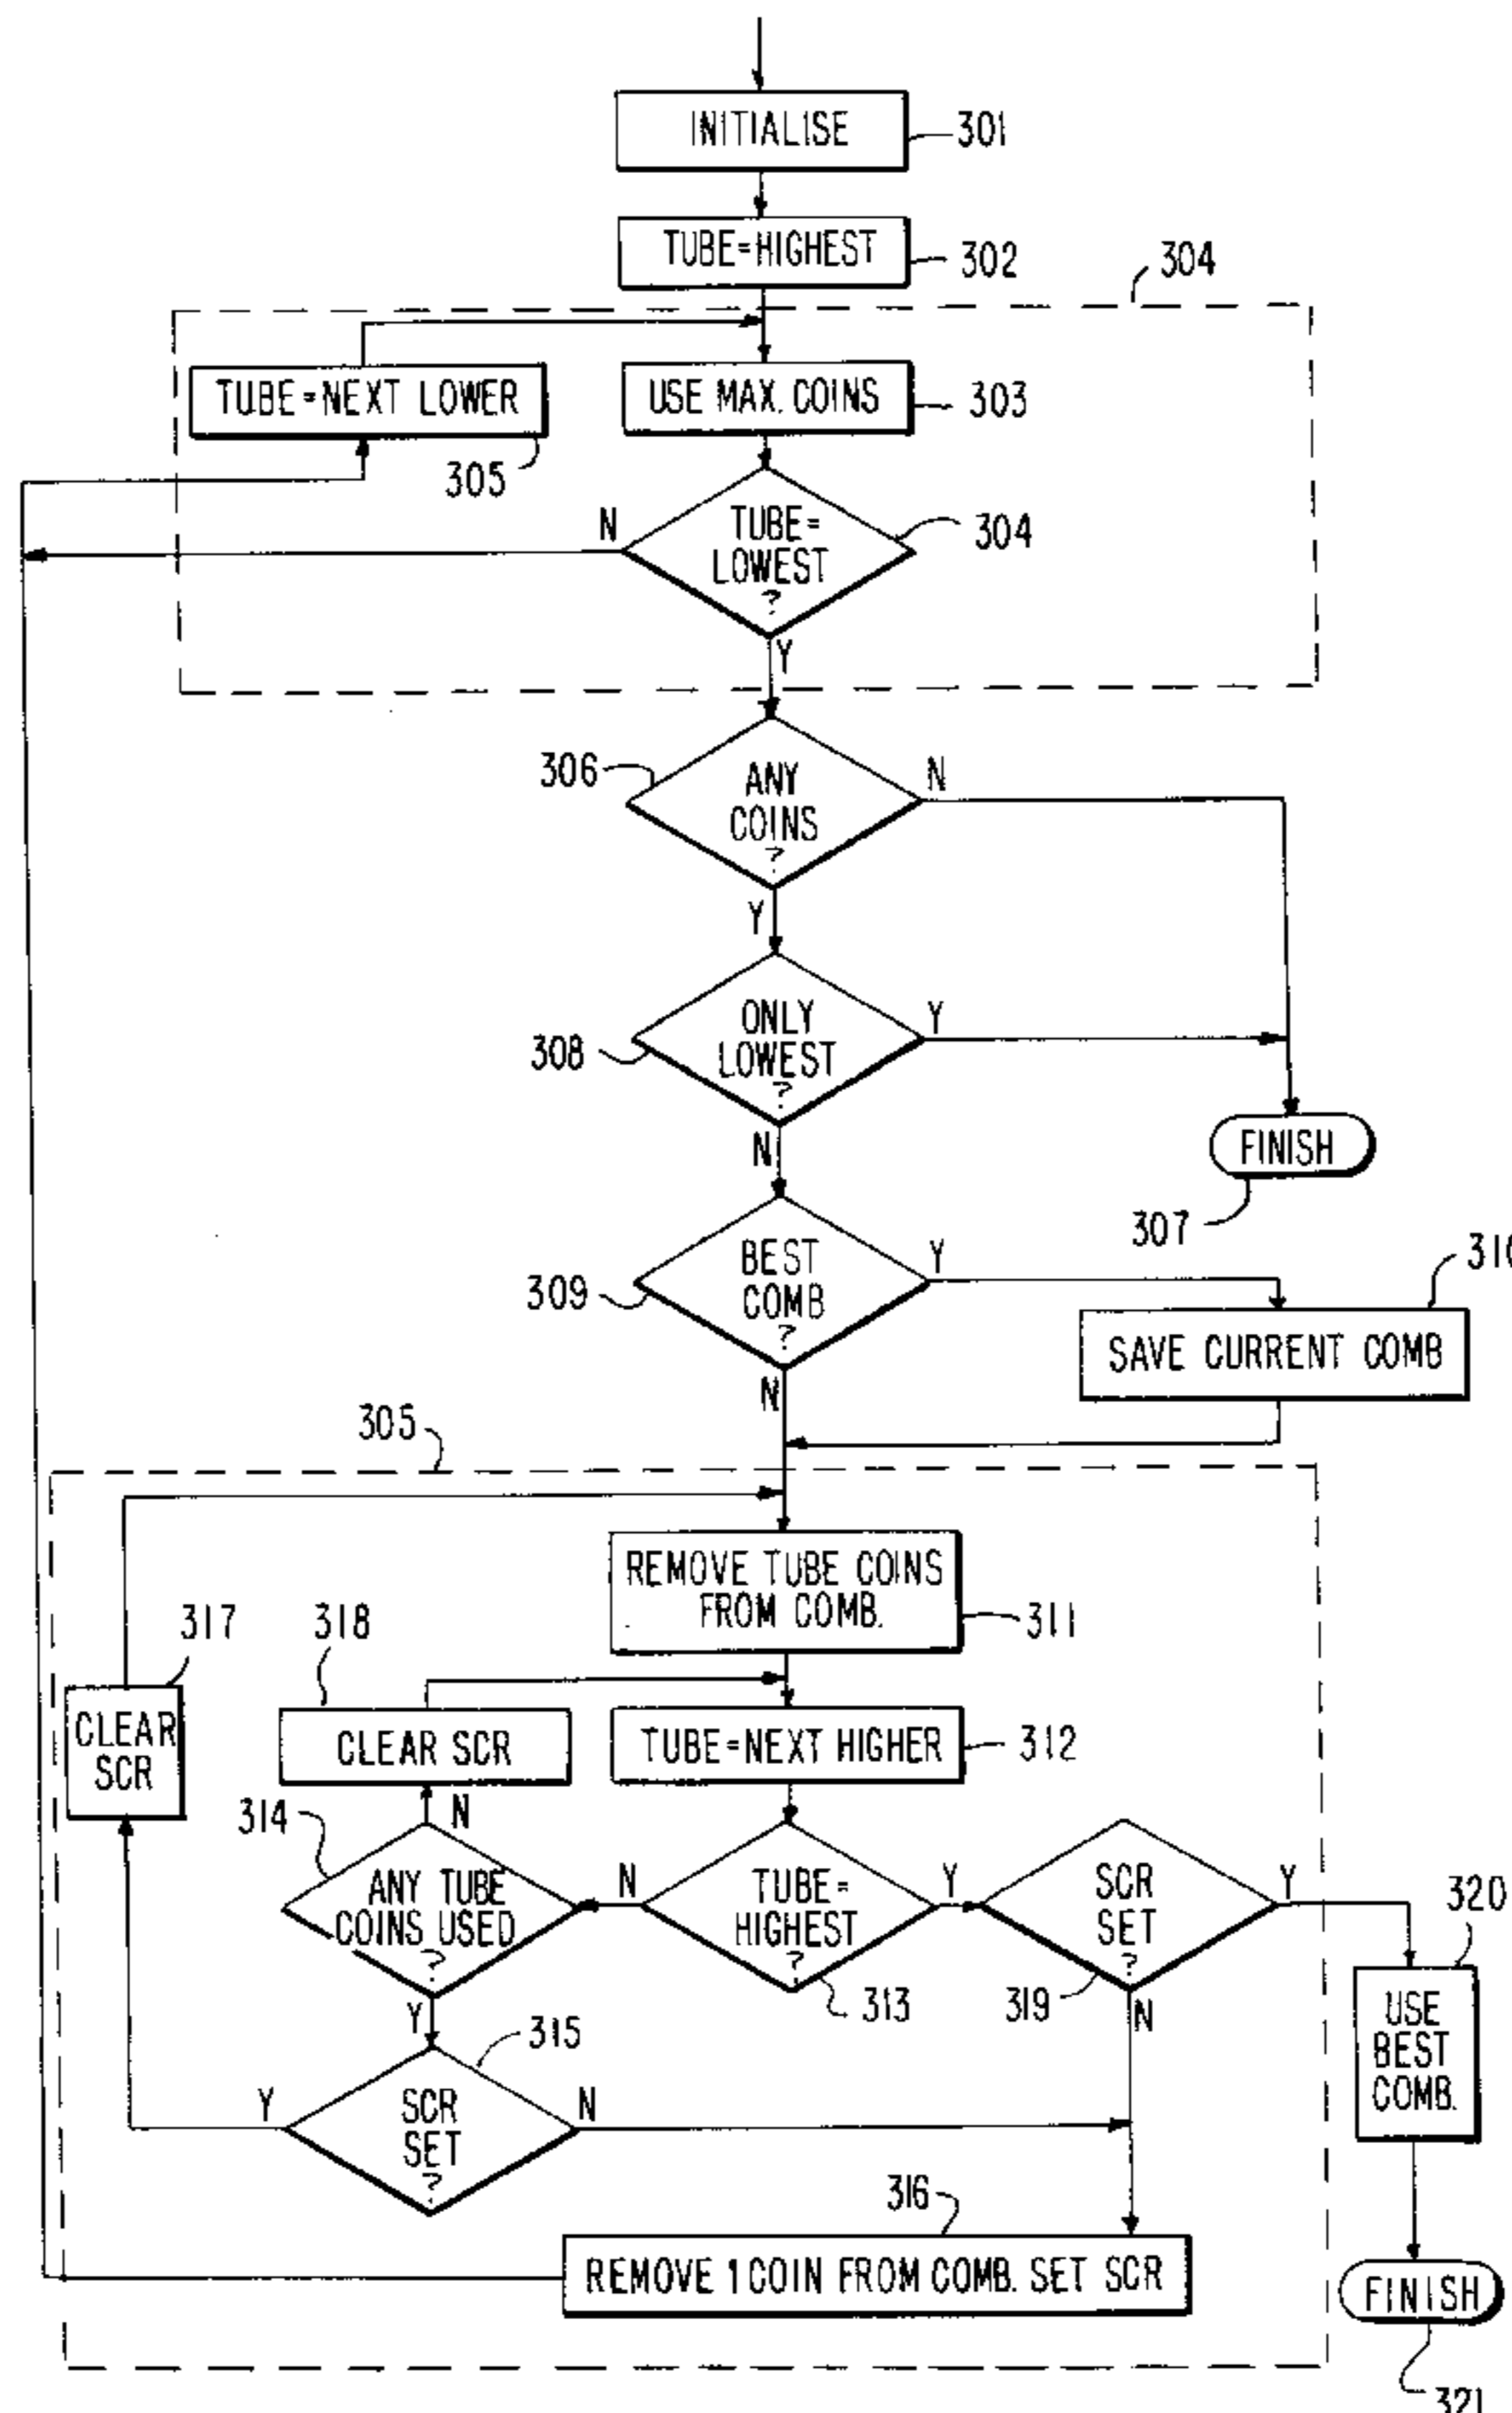 INITIALISE
301
TUBE=HIGHEST
302
304
TUBE=NEXT LOWER
305
USE MAX. COINS
303
N
TUBE=
LOWEST
?
304
Y
306
ANY
COINS
?
N
Y
308
ONLY
LOWEST
?
Y
N
FINISH
307
309
BEST
COMB
?
Y
310
SAVE CURRENT COMB
N
305
REMOVE TUBE COINS
FROM COMB.
311
317
CLEAR
SCR
318
CLEAR SCR
TUBE=NEXT HIGHER
312
314
N
ANY TUBE
COINS USED
?
N
TUBE=
HIGHEST
?
313
Y
SCR
SET
?
319
Y
N
320
USE
BEST
COMB.
Y
315
SCR
SET
?
Y
N
316
REMOVE 1 COIN FROM COMB. SET SCR
FINISH
321